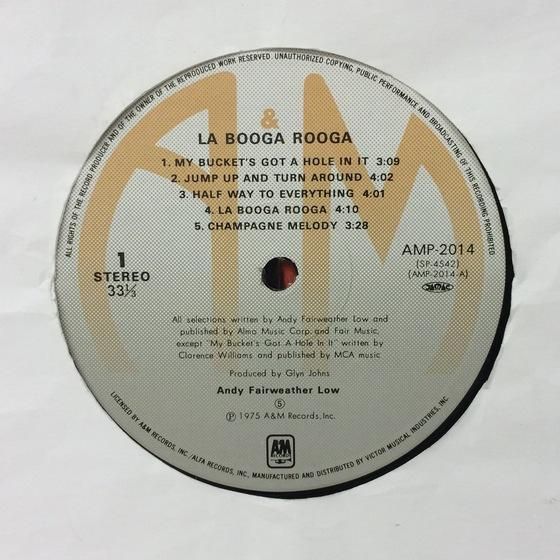 ALL RIGHTS OF THE RECORD PRODUCER AND OF THE OWNER OF THE REPRODUCED WORK RESERVED. UNAUTHORIZED COPYING, PUBLIC PERFORMANCE AND BROADCASTING OF THIS RECORD PROHIBITED
A & M
LA BOOGA ROOGA
1. MY BUCKET'S GOT A HOLE IN IT 3:09
2. JUMP UP AND TURN AROUND 4:02
3. HALF WAY TO EVERYTHING 4:01
4. LA BOOGA ROOGA 4:10
5. CHAMPAGNE MELODY 3:28
1
STEREO
33⅓
AMP-2014
(SP-4542)
(AMP-2014-A)
All selections written by Andy Fairweather Low and
published by Almo Music Corp. and Fair Music,
except "My Bucket's Got A Hole In It" written by
Clarence Williams and published by MCA music
Produced by Glyn Johns
Andy Fairweather Low
Ⓢ
Ⓟ 1975 A&M Records, Inc.
A&M
RECORDS
LICENSED BY A&M RECORDS, INC./ALFA RECORDS, INC., MANUFACTURED AND DISTRIBUTED BY VICTOR MUSICAL INDUSTRIES, INC.